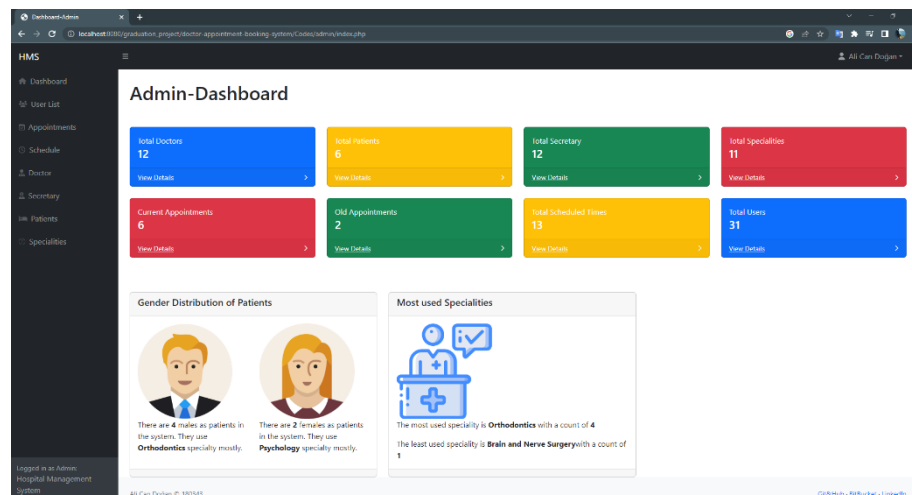 Dashboard-Admin
localhost:8080/graduation_project/doctor-appointment-booking-system/Codes/admin/index.php
HMS
Ali Can Doğan
Dashboard
User List
Appointments
Schedule
Doctor
Secretary
Patients
Specialities
Admin-Dashboard
Total Doctors
12
View Details
Total Patients
6
View Details
Total Secretary
12
View Details
Total Specialities
11
View Details
Current Appointments
6
View Details
Old Appointments
2
View Details
Total Scheduled Times
13
View Details
Total Users
31
View Details
Gender Distribution of Patients
There are 4 males as patients in
the system. They use
Orthodontics specialty mostly.
There are 2 females as patients
in the system. They use
Psychology specialty mostly.
Most used Specialities
The most used speciality is Orthodontics with a count of 4
The least used speciality is Brain and Nerve Surgerywith a count of
1
Logged in as Admin:
Hospital Management
System
Ali Can Doğan © 180343
GitHub - BitBucket - LinkedIn